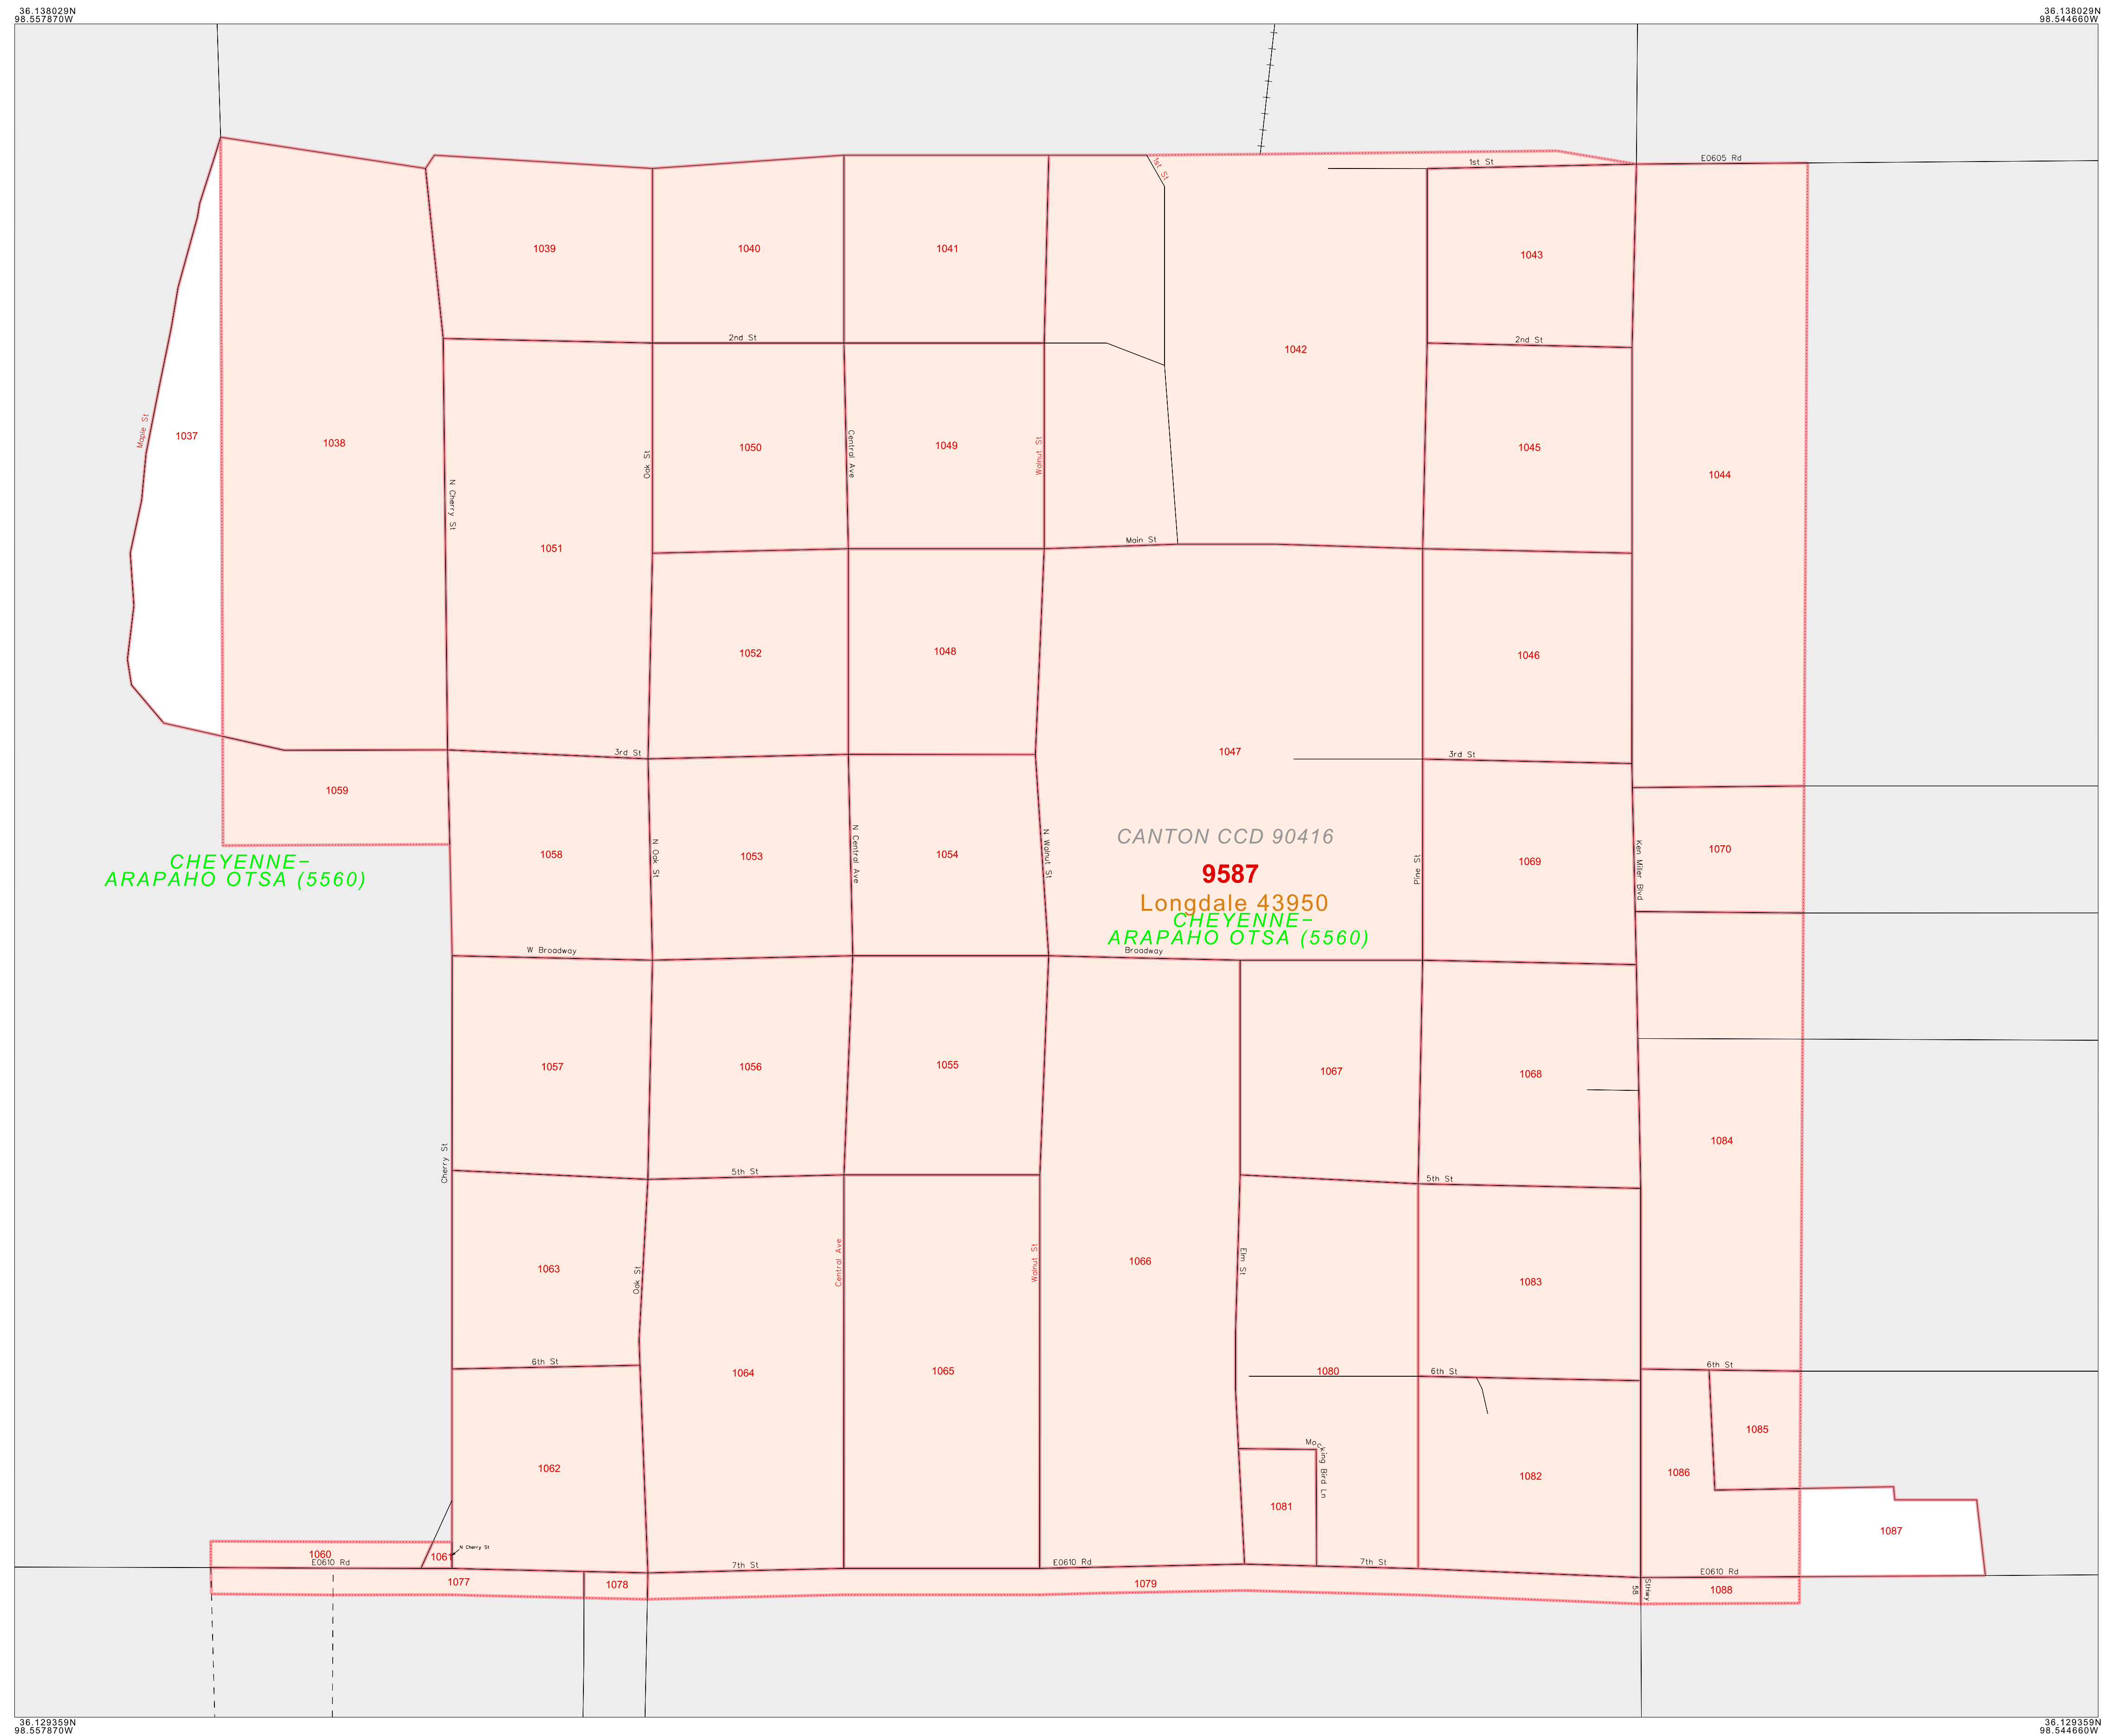 36.138029N
98.557870W
36.138029N
98.544660W
1st St
1st St
E0605 Rd
1039
1040
1041
1043
2nd St
2nd St
1042
Maple St
1037
1038
N Cherry St
Oak St
1050
Central Ave
1049
Walnut St
1045
1044
1051
Main St
1052
1048
1046
3rd St
1047
3rd St
1059
CANTON CCD 90416
9587
Longdale 43950
CHEYENNE-
ARAPAHO OTSA (5560)
CHEYENNE-
ARAPAHO OTSA (5560)
1058
N Oak St
1053
N Central Ave
1054
N Walnut St
Pine St
1069
Ken Miller Blvd
1070
W Broadway
Broadway
1057
1056
1055
1067
1068
1084
Cherry St
5th St
5th St
1063
Oak St
Central Ave
Walnut St
1066
Elm St
1083
6th St
1064
1065
1080
6th St
6th St
1085
1062
Mocking Bird Ln
1081
1082
1086
1087
1060
1061
N Cherry St
E0610 Rd
7th St
E0610 Rd
7th St
E0610 Rd
1077
1078
1079
StHwy 58
1088
36.129359N
98.557870W
36.129359N
98.544660W